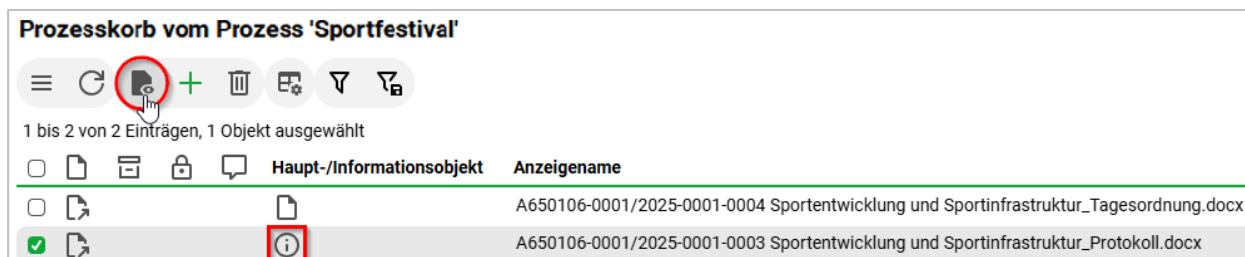 Prozesskorb vom Prozess 'Sportfestival'
1 bis 2 von 2 Einträgen, 1 Objekt ausgewählt
Haupt-/Informationsobjekt Anzeigename
A650106-0001/2025-0001-0004 Sportentwicklung und Sportinfrastruktur_Tagesordnung.docx
A650106-0001/2025-0001-0003 Sportentwicklung und Sportinfrastruktur_Protokoll.docx